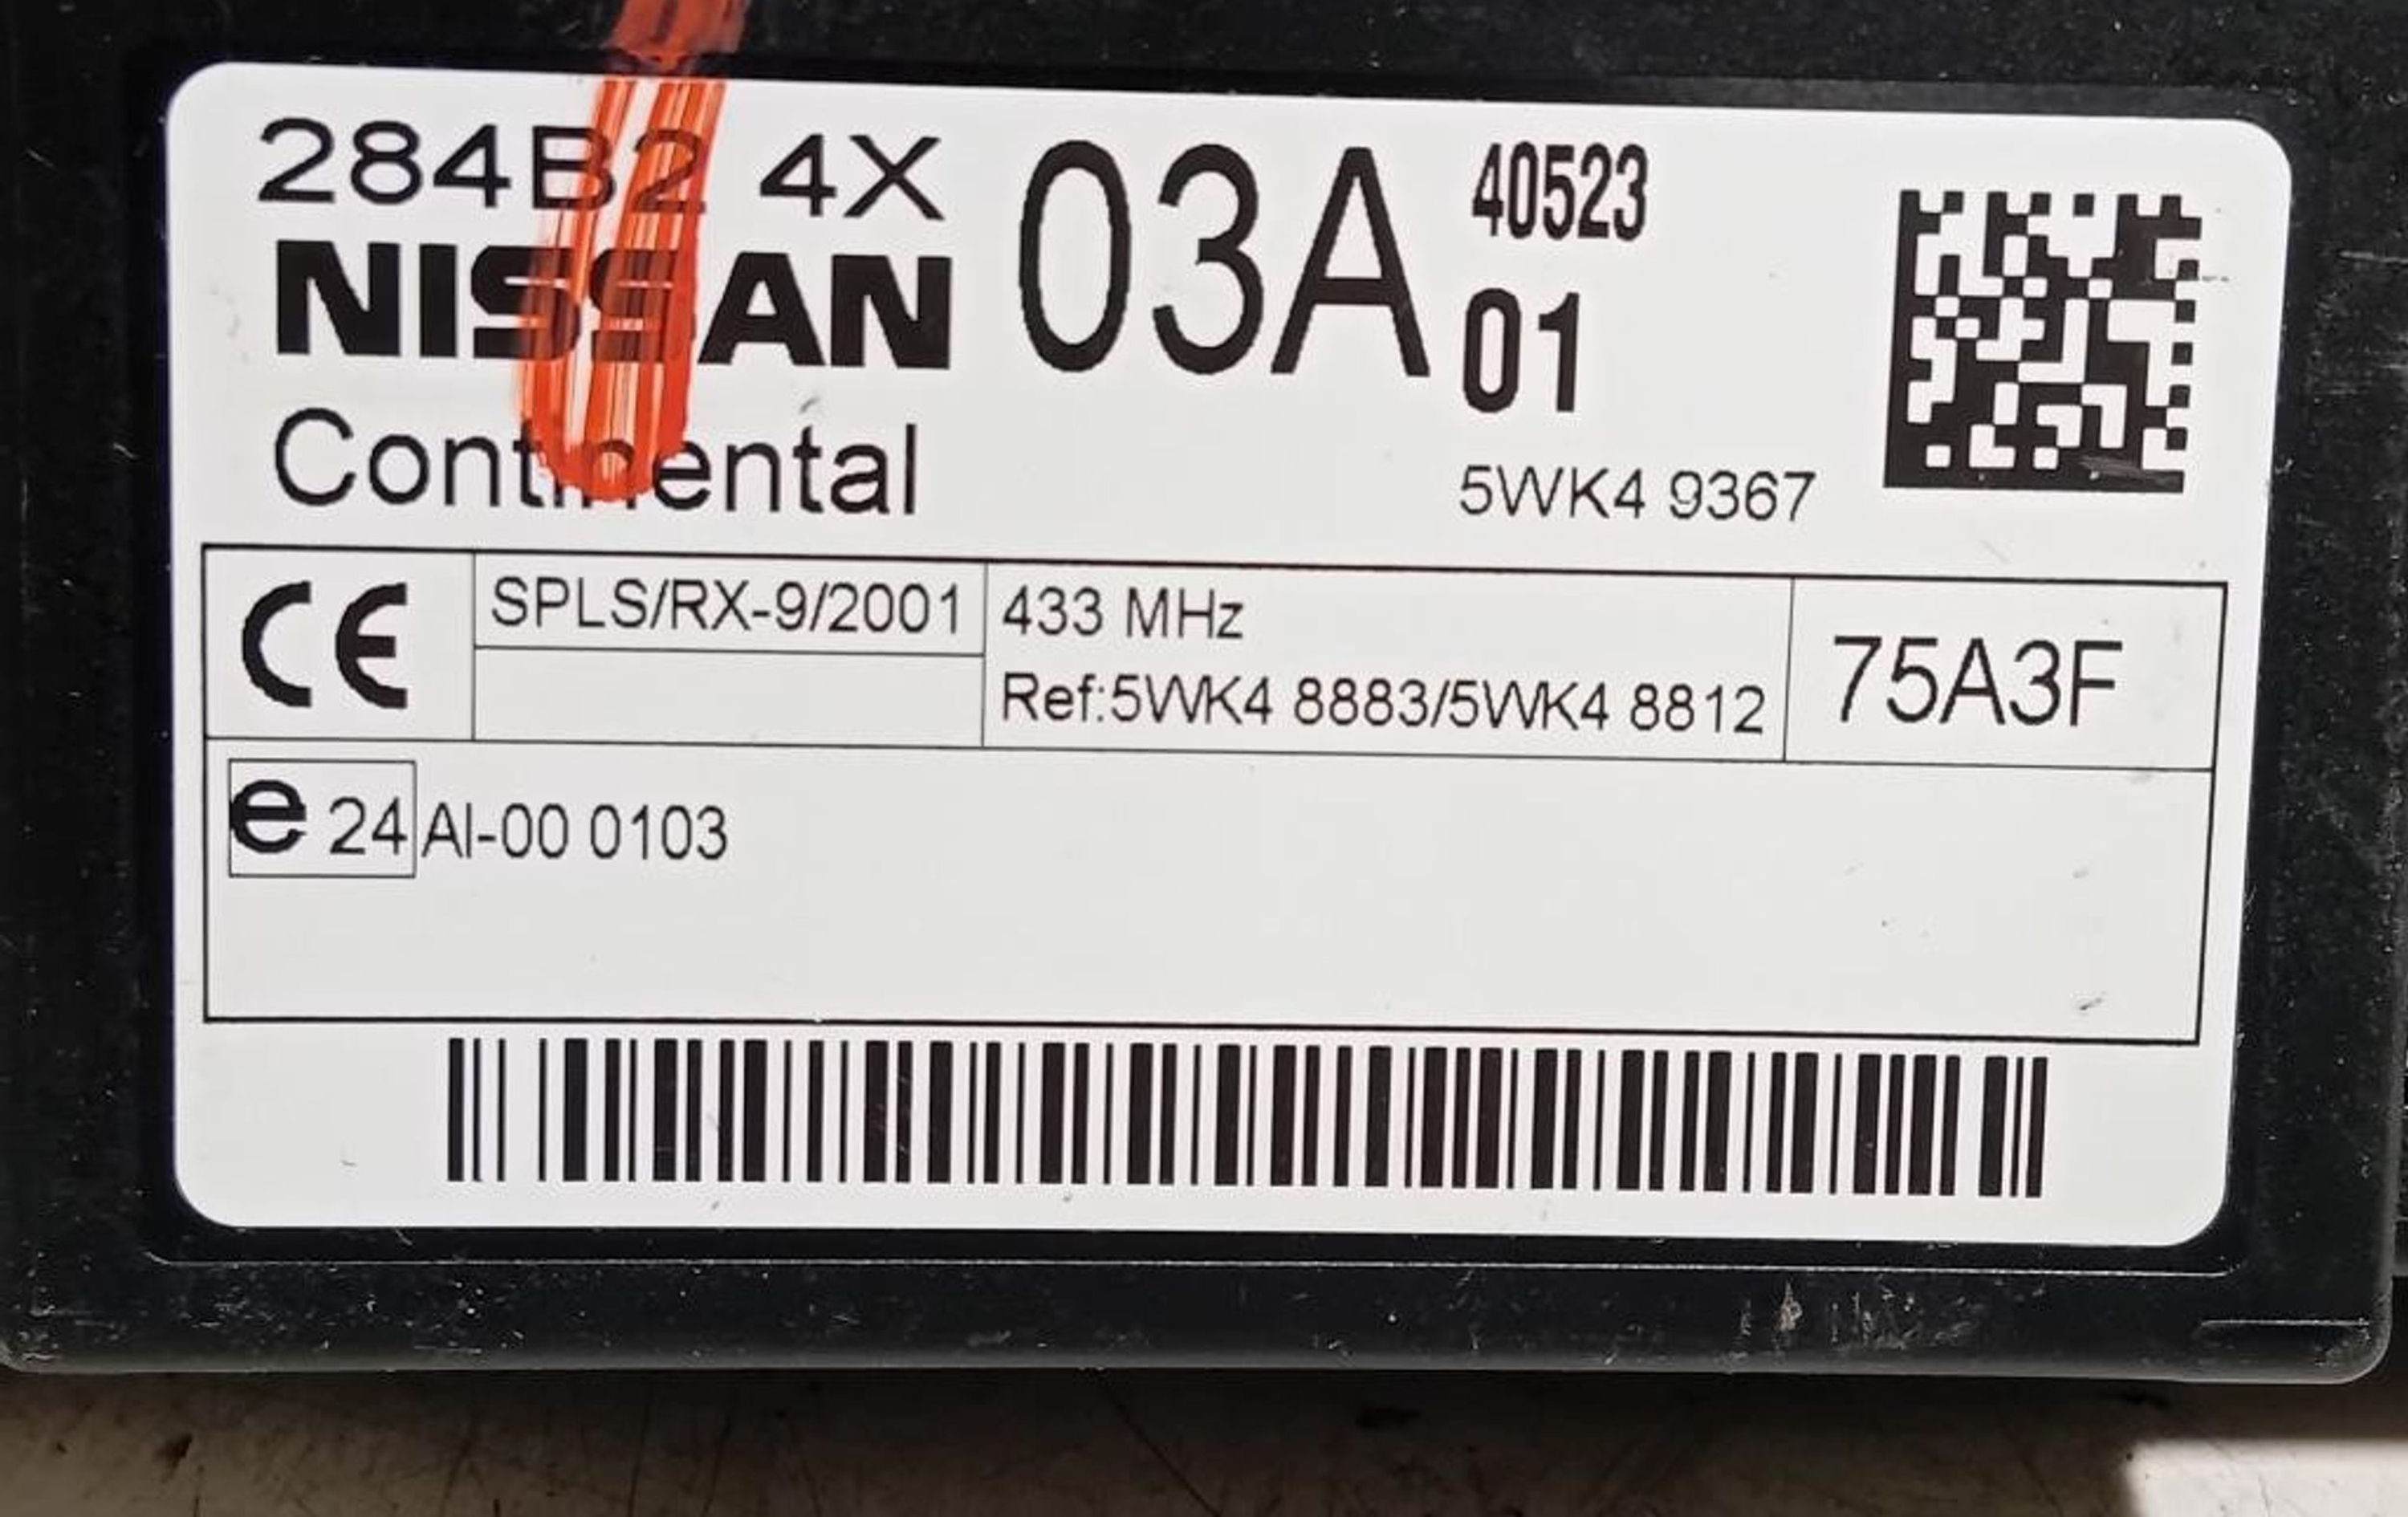 284B2 4X 03A 40523
NISSAN 01
Continental 5WK4 9367
CE SPLS/RX-9/2001 433 MHz 75A3F
Ref:5WK4 8883/5WK4 8812
e 24 AI-00 0103